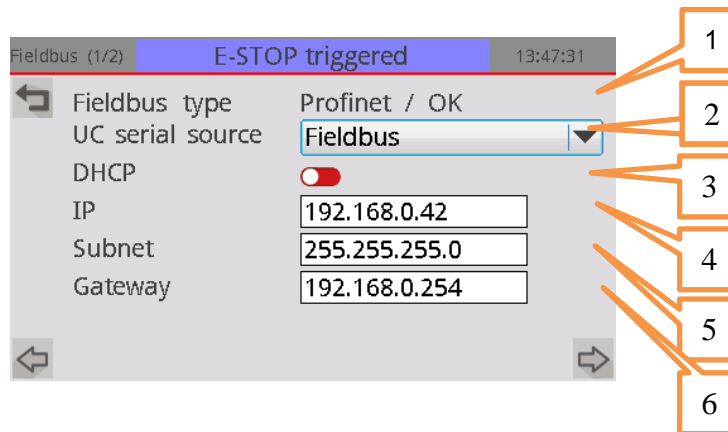 Fieldbus (1/2) E-STOP triggered 13:47:31
Fieldbus type Profinet / OK
UC serial source Fieldbus
DHCP
IP 192.168.0.42
Subnet 255.255.255.0
Gateway 192.168.0.254
1
2
3
4
5
6